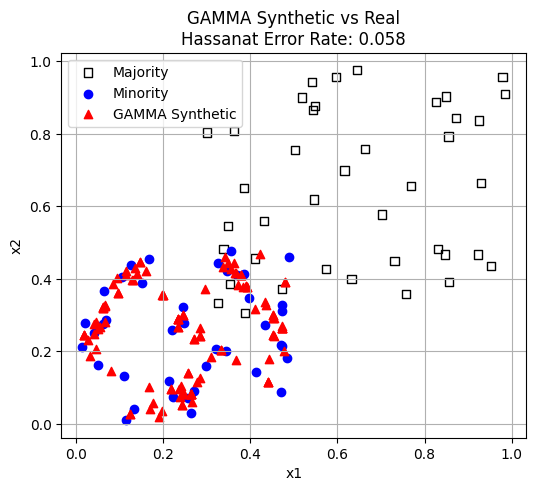 GAMMA Synthetic vs Real
Hassanat Error Rate: 0.058
Majority
Minority
GAMMA Synthetic
1.0
0.8
0.6
0.4
0.2
0.0
x2
0.0 0.2 0.4 0.6 0.8 1.0
x1